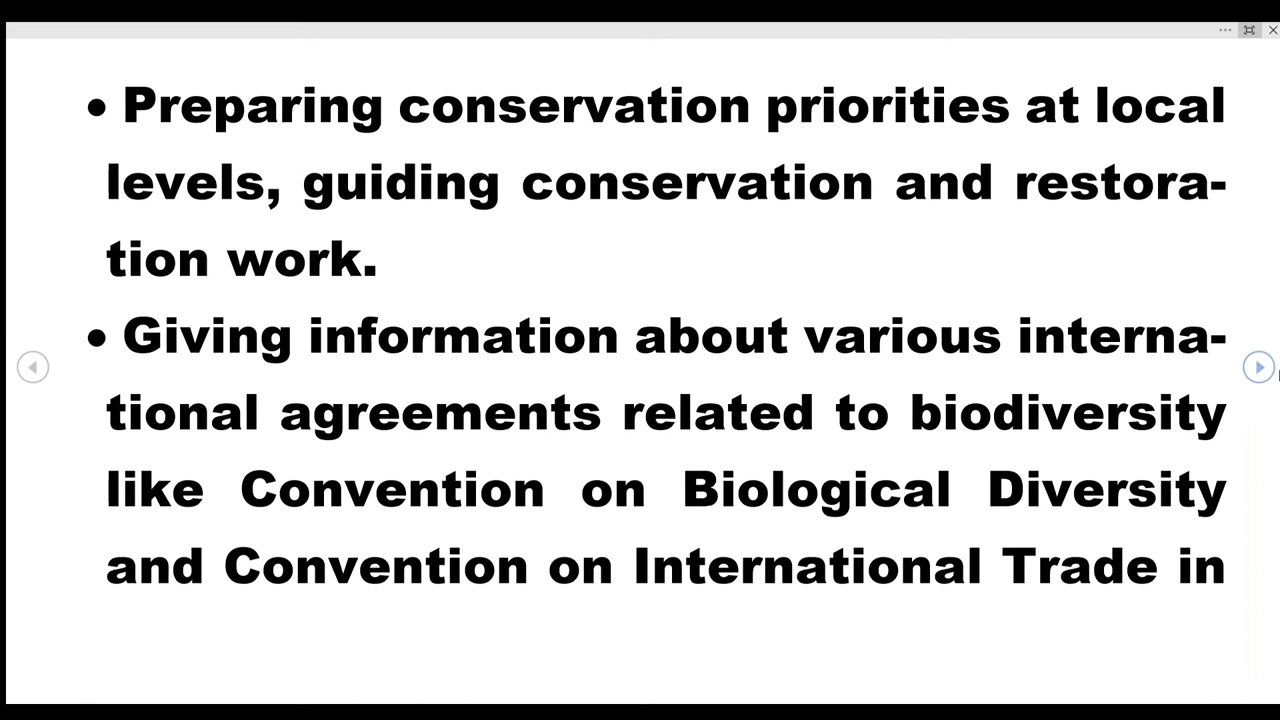 • Preparing conservation priorities at local
levels, guiding conservation and restora-
tion work.
• Giving information about various interna-
tional agreements related to biodiversity
like Convention on Biological Diversity
and Convention on International Trade in